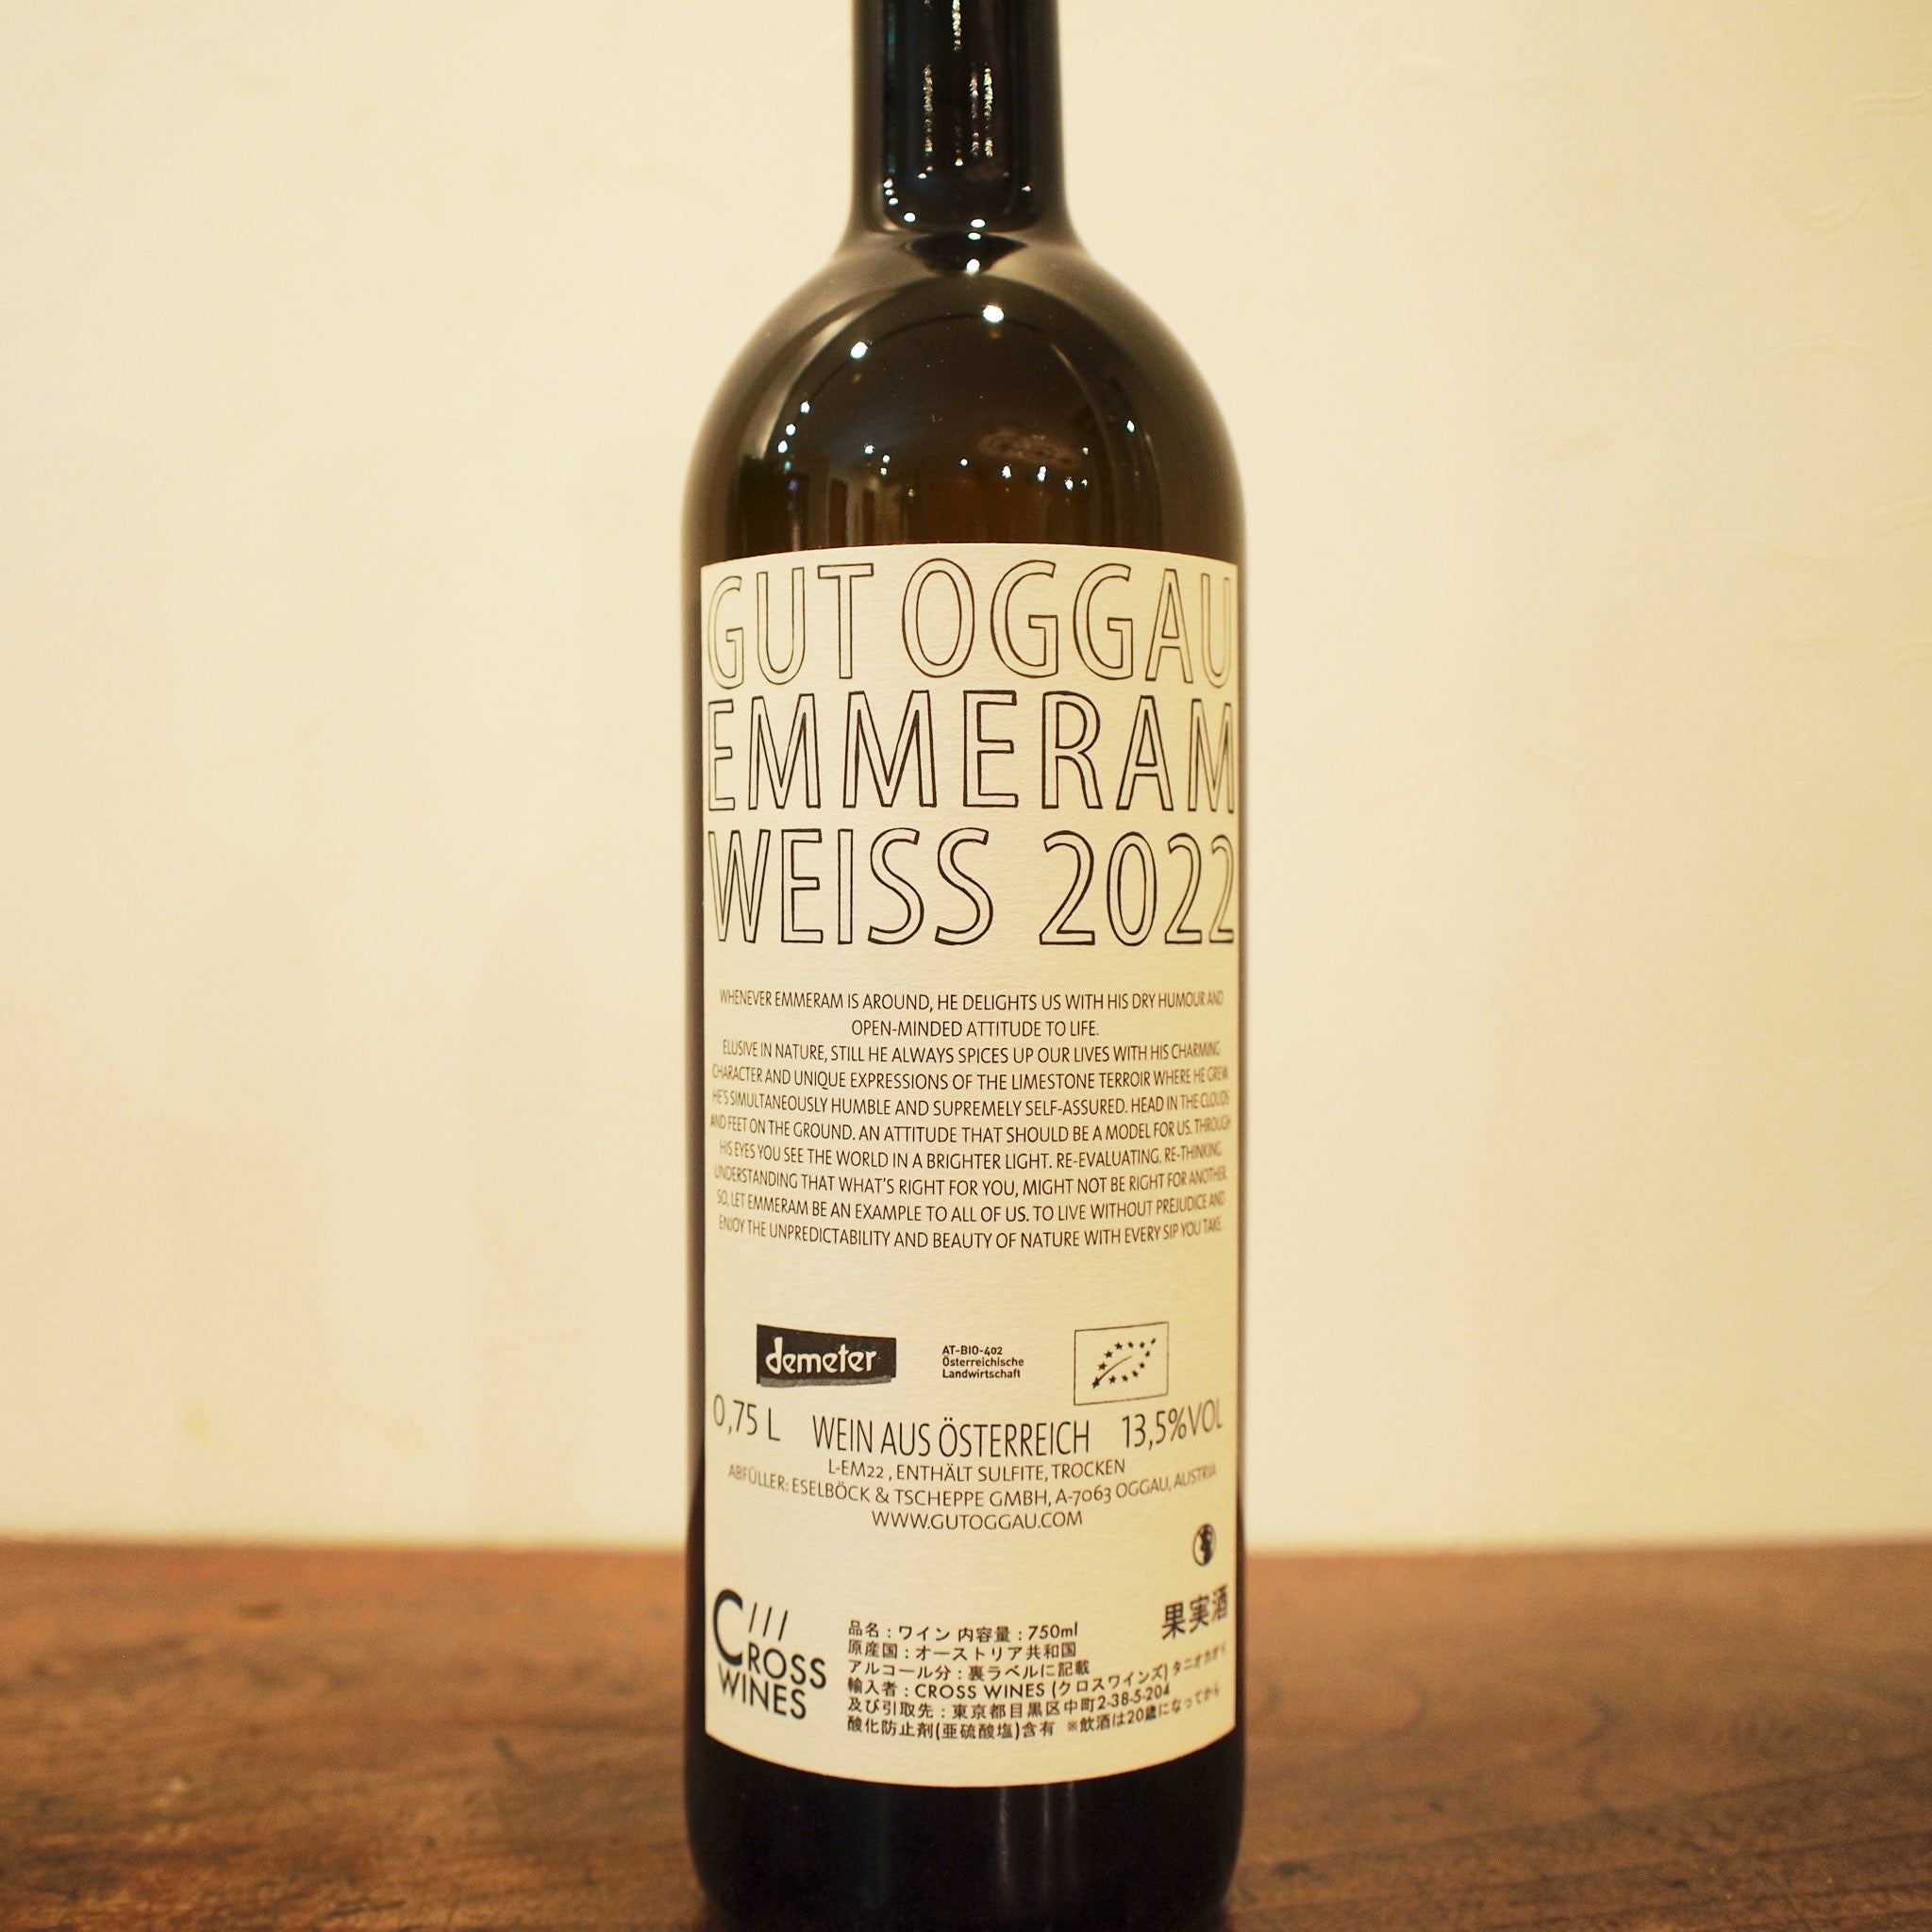 GUT OGGAU
EMMERAM
WEISS 2022
WHENEVER EMMERAM IS AROUND, HE DELIGHTS US WITH HIS DRY HUMOUR AND
OPEN-MINDED ATTITUDE TO LIFE.
ELUSIVE IN NATURE, STILL HE ALWAYS SPICES UP OUR LIVES WITH HIS CHARMING
CHARACTER AND UNIQUE EXPRESSIONS OF THE LIMESTONE TERROIR WHERE HE GREW.
HE'S SIMULTANEOUSLY HUMBLE AND SUPREMELY SELF-ASSURED. HEAD IN THE CLOUDS
AND FEET ON THE GROUND. AN ATTITUDE THAT SHOULD BE A MODEL FOR US. THROUGH
HIS EYES YOU SEE THE WORLD IN A BRIGHTER LIGHT. RE-EVALUATING. RE-THINKING.
UNDERSTANDING THAT WHAT'S RIGHT FOR YOU, MIGHT NOT BE RIGHT FOR ANOTHER.
SO, LET EMMERAM BE AN EXAMPLE TO ALL OF US. TO LIVE WITHOUT PREJUDICE AND
ENJOY THE UNPREDICTABILITY AND BEAUTY OF NATURE WITH EVERY SIP YOU TAKE.
demeter
AT-BIO-402
Österreichische
Landwirtschaft
0,75 L WEIN AUS ÖSTERREICH 13,5%VOL
L-EM22 , ENTHÄLT SULFITE, TROCKEN
ABFÜLLER: ESELBÖCK & TSCHEPPE GMBH, A-7063 OGGAU, AUSTRIA
WWW.GUTOGGAU.COM
CROSS
WINES
果実酒
品名：ワイン 内容量：750ml
原産国：オーストリア共和国
アルコール分：裏ラベルに記載
輸入者：CROSS WINES (クロスワインズ) タニオカオリ
及び引取先：東京都目黒区中町2-38-5-204
酸化防止剤(亜硫酸塩)含有 ※飲酒は20歳になってから